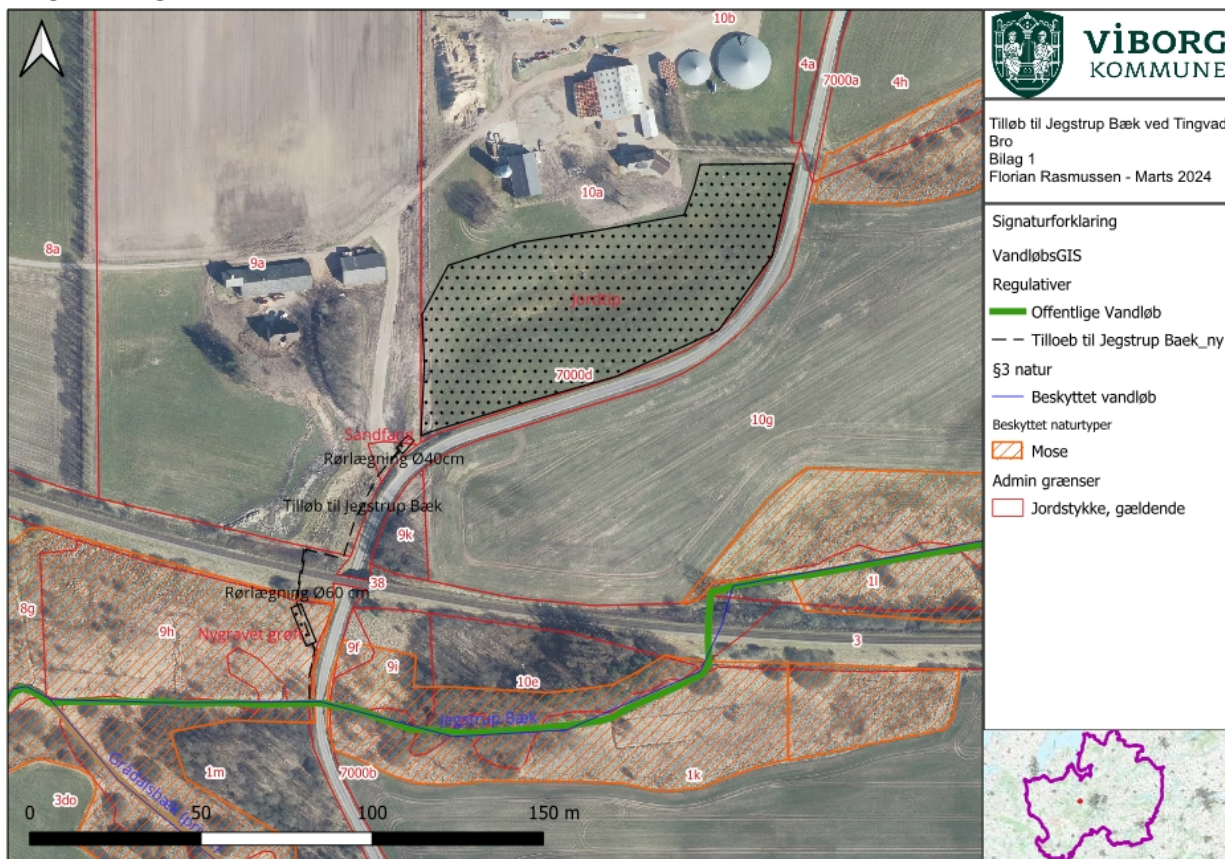 VIBORG
KOMMUNE
Tilløb til Jegstrup Bæk ved Tingvad
Bro
Bilag 1
Florian Rasmussen - Marts 2024
Signaturforklaring
VandløbsGIS
Regulativer
Offentlige Vandløb
Tilloeb til Jegstrup Baek_ny
§3 natur
Beskyttet vandløb
Beskyttet naturtyper
Mose
Admin grænser
Jordstykke, gældende
10b
4a
7000a
4h
10a
8a
9a
Jordtip
7000d
10g
Sandfang
Rørlægning Ø40cm
Tilløb til Jegstrup Bæk
9k
38
Rørlægning Ø60 cm
1l
8g
9h
Nygravet grøft
9f
9i
3
10e
Jegstrup Bæk
1m
7000b
1k
3do
0
50
100
150 m